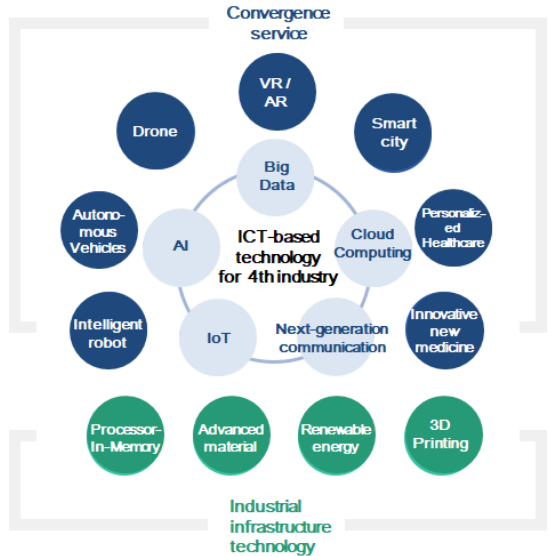 Convergence
service
VR /
AR
Drone
Smart
city
Big
Data
Autono-
mous
Vehicles
AI
ICT-based
technology
for 4th industry
Cloud
Computing
Personaliz-
ed
Healthcare
Intelligent
robot
IoT
Next-generation
communication
Innovative
new
medicine
Processor-
In-Memory
Advanced
material
Renewable
energy
3D
Printing
Industrial
infrastructure
technology